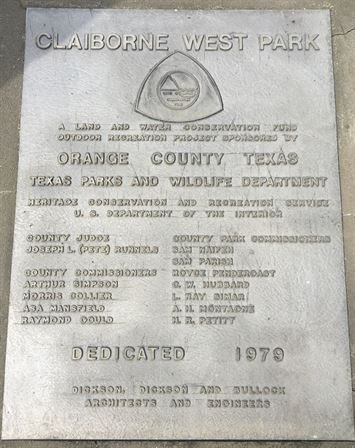 CLAIBORNE WEST PARK
A LAND AND WATER CONSERVATION FUND
OUTDOOR RECREATION PROJECT SPONSORED BY
ORANGE COUNTY, TEXAS
TEXAS PARKS AND WILDLIFE DEPARTMENT
HERITAGE CONSERVATION AND RECREATION SERVICE
U. S. DEPARTMENT OF THE INTERIOR
COUNTY JUDGE
JOSEPH L. (PETE) RUNNELS
COUNTY COMMISSIONERS
ARTHUR SIMPSON
MORRIS COLLIER
ASA MANSFIELD
RAYMOND GOULD
COUNTY PARK COMMISSIONERS
SAM NAIFEH
SAM PARISH
ROYCE PENDERGAST
G. W. HUBBARD
L. RAY SIMAR
A. H. MONTAGNE
H. R. PETITT
DEDICATED 1979
DICKSON, DICKSON AND BULLOCK
ARCHITECTS AND ENGINEERS